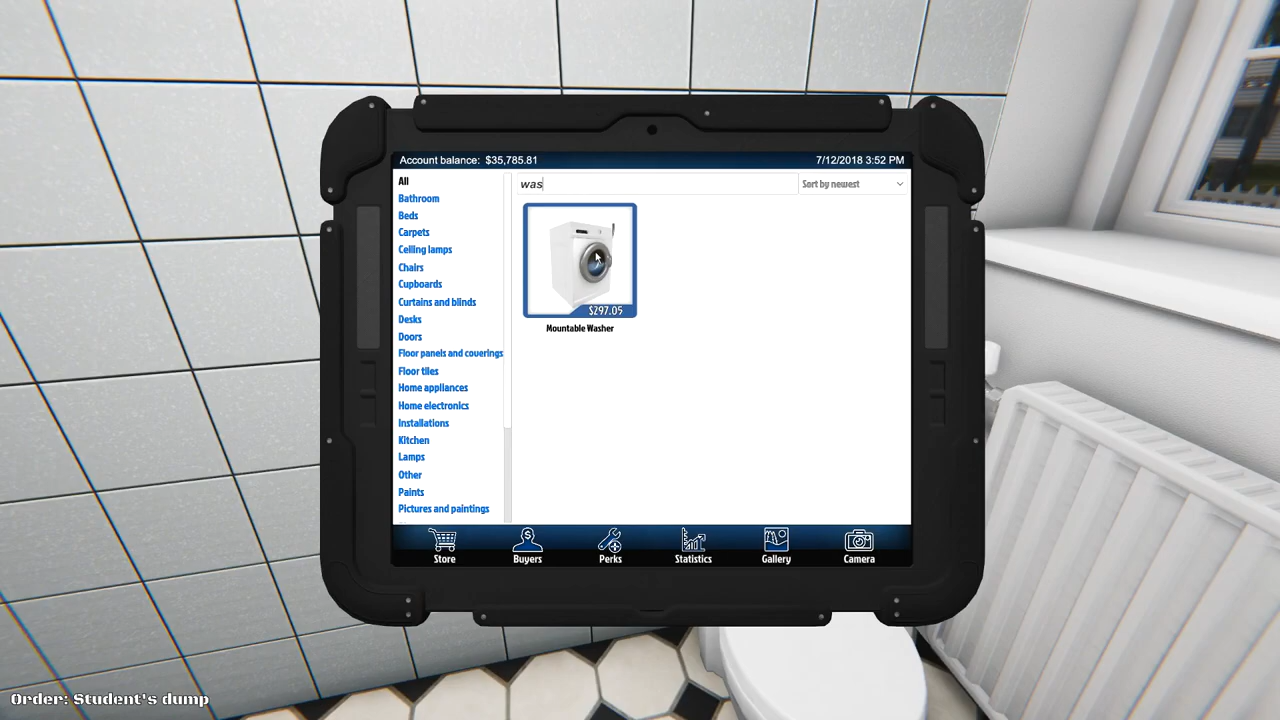 Account balance: $35,785.81
7/12/2018 3:52 PM
was
Sort by newest
All
Bathroom
Beds
Carpets
Ceiling lamps
Chairs
Cupboards
Curtains and blinds
Desks
Doors
Floor panels and coverings
Floor tiles
Home appliances
Home electronics
Installations
Kitchen
Lamps
Other
Paints
Pictures and paintings
$297.05
Mountable Washer
Store
Buyers
Perks
Statistics
Gallery
Camera
Order: Student's dump